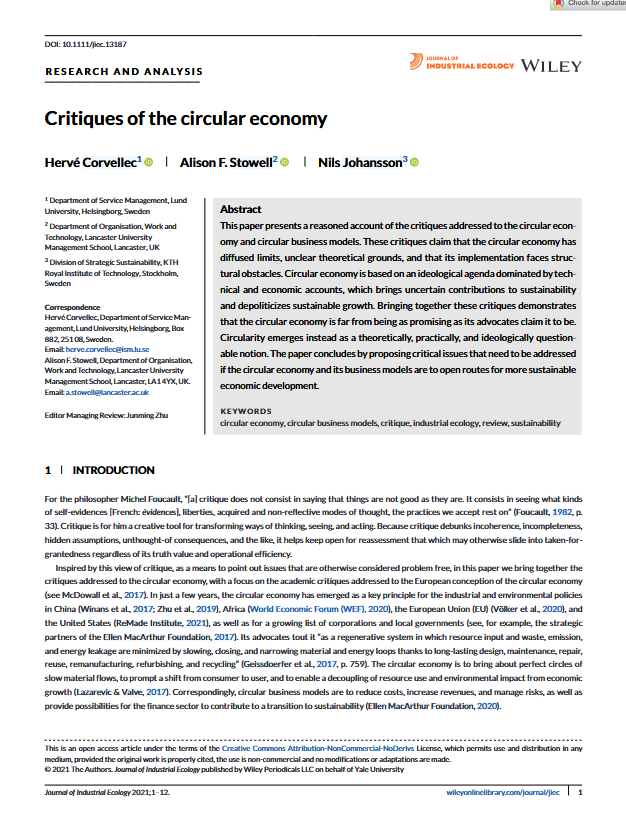 Check for updates
DOI: 10.1111/jiec.13187
JOURNAL OF
INDUSTRIAL ECOLOGY WILEY
RESEARCH AND ANALYSIS
Critiques of the circular economy
Hervé Corvellec1 | Alison F. Stowell2 | Nils Johansson3
1 Department of Service Management, Lund
University, Helsingborg, Sweden
2 Department of Organisation, Work and
Technology, Lancaster University
Management School, Lancaster, UK
3 Division of Strategic Sustainability, KTH
Royal Institute of Technology, Stockholm,
Sweden
Correspondence
Hervé Corvellec, Department of Service Man-
agement, Lund University, Helsingborg, Box
882, 251 08, Sweden.
Email: herve.corvellec@ism.lu.se
Alison F. Stowell, Department of Organisation,
Work and Technology, Lancaster University
Management School, Lancaster, LA1 4YX, UK.
Email: a.stowell@lancaster.ac.uk
Editor Managing Review: Junming Zhu
Abstract
This paper presents a reasoned account of the critiques addressed to the circular econ-
omy and circular business models. These critiques claim that the circular economy has
diffused limits, unclear theoretical grounds, and that its implementation faces struc-
tural obstacles. Circular economy is based on an ideological agenda dominated by tech-
nical and economic accounts, which brings uncertain contributions to sustainability
and depoliticizes sustainable growth. Bringing together these critiques demonstrates
that the circular economy is far from being as promising as its advocates claim it to be.
Circularity emerges instead as a theoretically, practically, and ideologically question-
able notion. The paper concludes by proposing critical issues that need to be addressed
if the circular economy and its business models are to open routes for more sustainable
economic development.
KEYWORDS
circular economy, circular business models, critique, industrial ecology, review, sustainability
1 | INTRODUCTION
For the philosopher Michel Foucault, “[a] critique does not consist in saying that things are not good as they are. It consists in seeing what kinds
of self-evidences [French: évidences], liberties, acquired and non-reflective modes of thought, the practices we accept rest on” (Foucault, 1982, p.
33). Critique is for him a creative tool for transforming ways of thinking, seeing, and acting. Because critique debunks incoherence, incompleteness,
hidden assumptions, unthought-of consequences, and the like, it helps keep open for reassessment that which may otherwise slide into taken-for-
grantedness regardless of its truth value and operational efficiency.
Inspired by this view of critique, as a means to point out issues that are otherwise considered problem free, in this paper we bring together the
critiques addressed to the circular economy, with a focus on the academic critiques addressed to the European conception of the circular economy
(see McDowall et al., 2017). In just a few years, the circular economy has emerged as a key principle for the industrial and environmental policies
in China (Winans et al., 2017; Zhu et al., 2019), Africa (World Economic Forum (WEF), 2020), the European Union (EU) (Völker et al., 2020), and
the United States (ReMade Institute, 2021), as well as for a growing list of corporations and local governments (see, for example, the strategic
partners of the Ellen MacArthur Foundation, 2017). Its advocates tout it “as a regenerative system in which resource input and waste, emission,
and energy leakage are minimized by slowing, closing, and narrowing material and energy loops thanks to long-lasting design, maintenance, repair,
reuse, remanufacturing, refurbishing, and recycling” (Geissdoerfer et al., 2017, p. 759). The circular economy is to bring about perfect circles of
slow material flows, to prompt a shift from consumer to user, and to enable a decoupling of resource use and environmental impact from economic
growth (Lazarevic & Valve, 2017). Correspondingly, circular business models are to reduce costs, increase revenues, and manage risks, as well as
provide possibilities for the finance sector to contribute to a transition to sustainability (Ellen MacArthur Foundation, 2020).
This is an open access article under the terms of the Creative Commons Attribution-NonCommercial-NoDerivs License, which permits use and distribution in any
medium, provided the original work is properly cited, the use is non-commercial and no modifications or adaptations are made.
© 2021 The Authors. Journal of Industrial Ecology published by Wiley Periodicals LLC on behalf of Yale University
Journal of Industrial Ecology 2021;1–12. wileyonlinelibrary.com/journal/jiec | 1